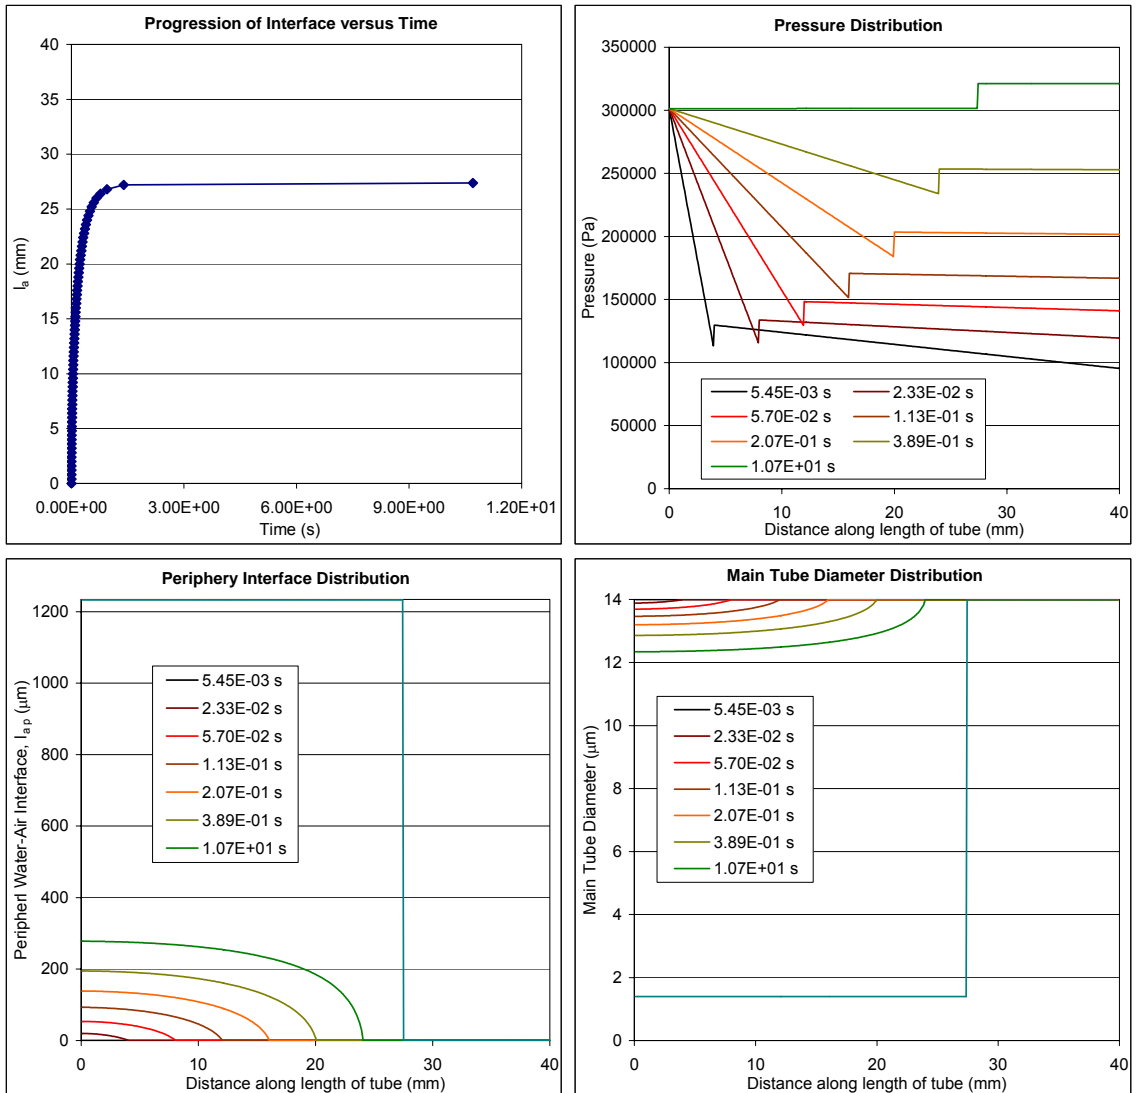 Progression of Interface versus Time
40
35
30
25
20
15
10
5
0
0.00E+00 3.00E+00 6.00E+00 9.00E+00 1.20E+01
Time (s)
Ia (mm)
Pressure Distribution
350000
300000
250000
200000
150000
100000
50000
0
0 10 20 30 40
Distance along length of tube (mm)
Pressure (Pa)
5.45E-03 s 2.33E-02 s
5.70E-02 s 1.13E-01 s
2.07E-01 s 3.89E-01 s
1.07E+01 s
Periphery Interface Distribution
1200
1000
800
600
400
200
0
0 10 20 30 40
Distance along length of tube (mm)
Peripherl Water-Air Interface, Iap (μm)
5.45E-03 s
2.33E-02 s
5.70E-02 s
1.13E-01 s
2.07E-01 s
3.89E-01 s
1.07E+01 s
Main Tube Diameter Distribution
14
12
10
8
6
4
2
0
0 10 20 30 40
Distance along length of tube (mm)
Main Tube Diameter (μm)
5.45E-03 s
2.33E-02 s
5.70E-02 s
1.13E-01 s
2.07E-01 s
3.89E-01 s
1.07E+01 s